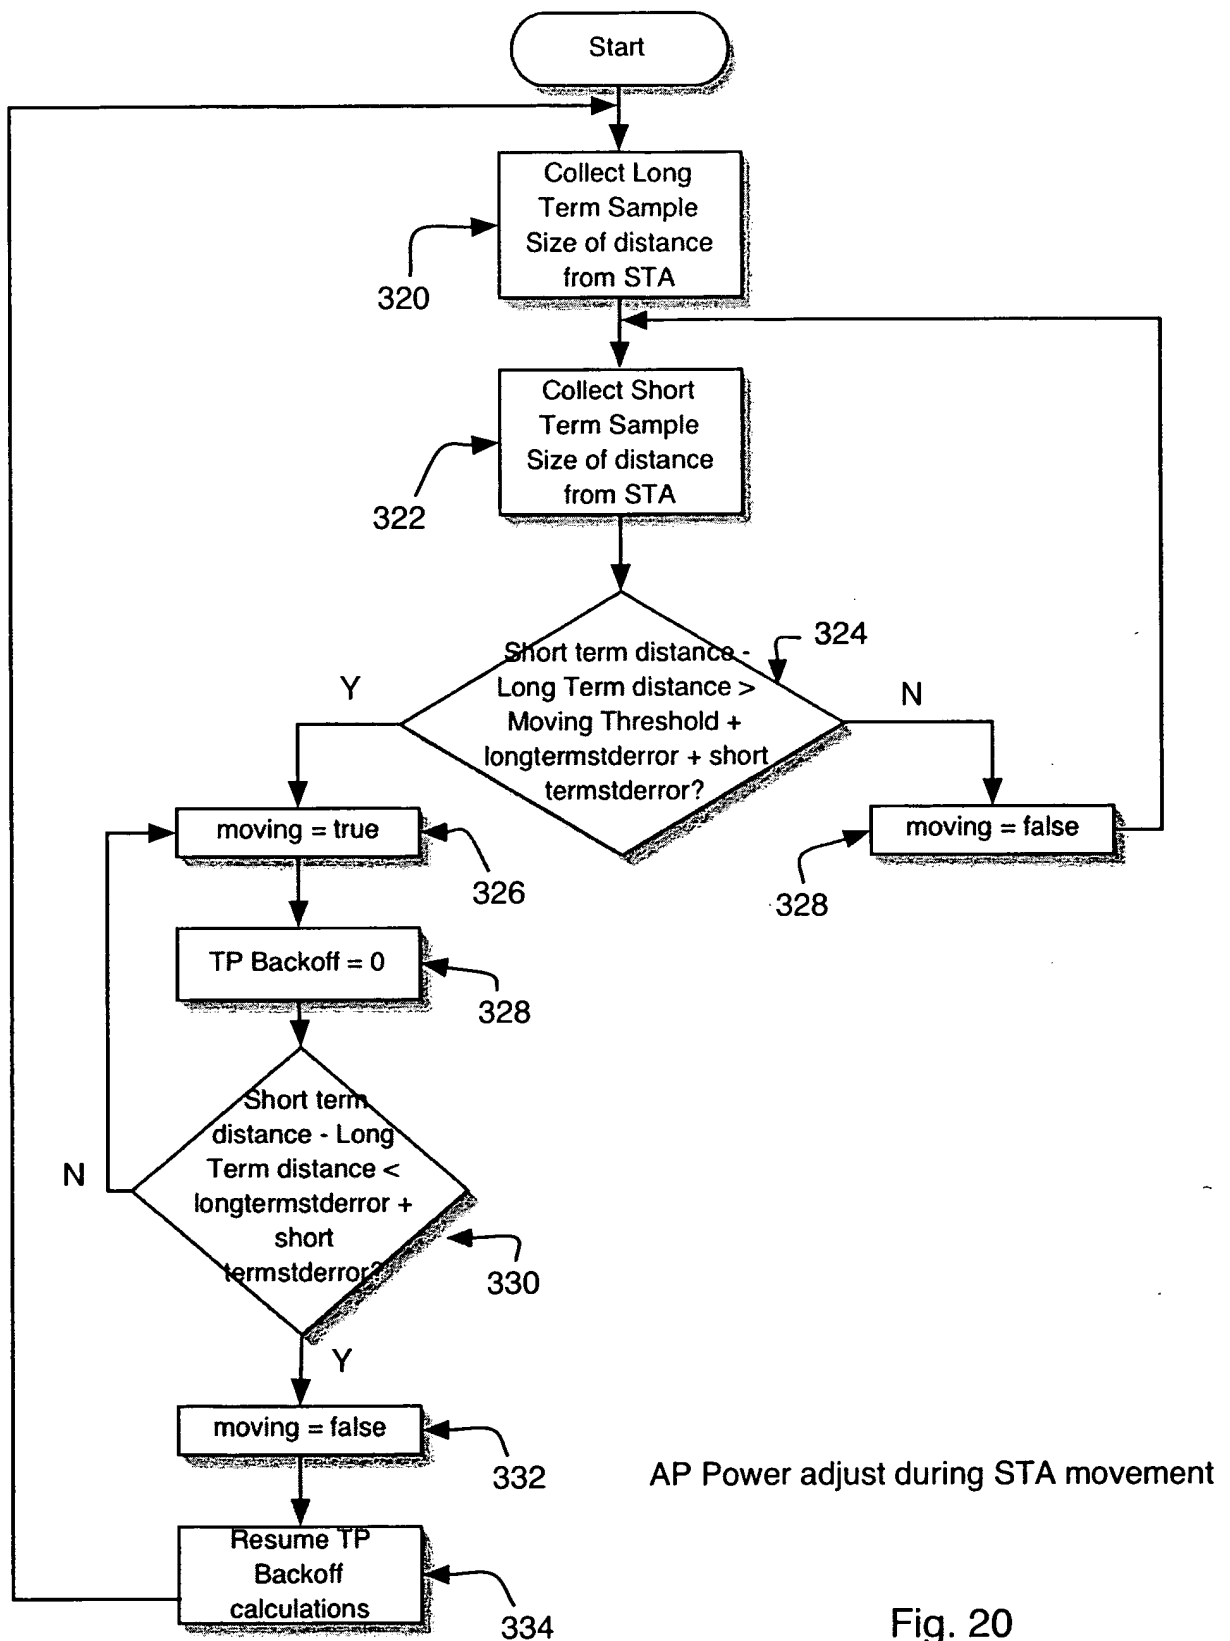 Start
Collect Long
Term Sample
Size of distance
from STA
320
Collect Short
Term Sample
Size of distance
from STA
322
Short term distance -
Long Term distance >
Moving Threshold +
longtermstderror + short
termstderror?
324
Y
N
moving = true
326
moving = false
328
TP Backoff = 0
328
Short term
distance - Long
Term distance <
longtermstderror +
short
termstderror?
330
N
Y
moving = false
332
AP Power adjust during STA movement
Resume TP
Backoff
calculations
334
Fig. 20